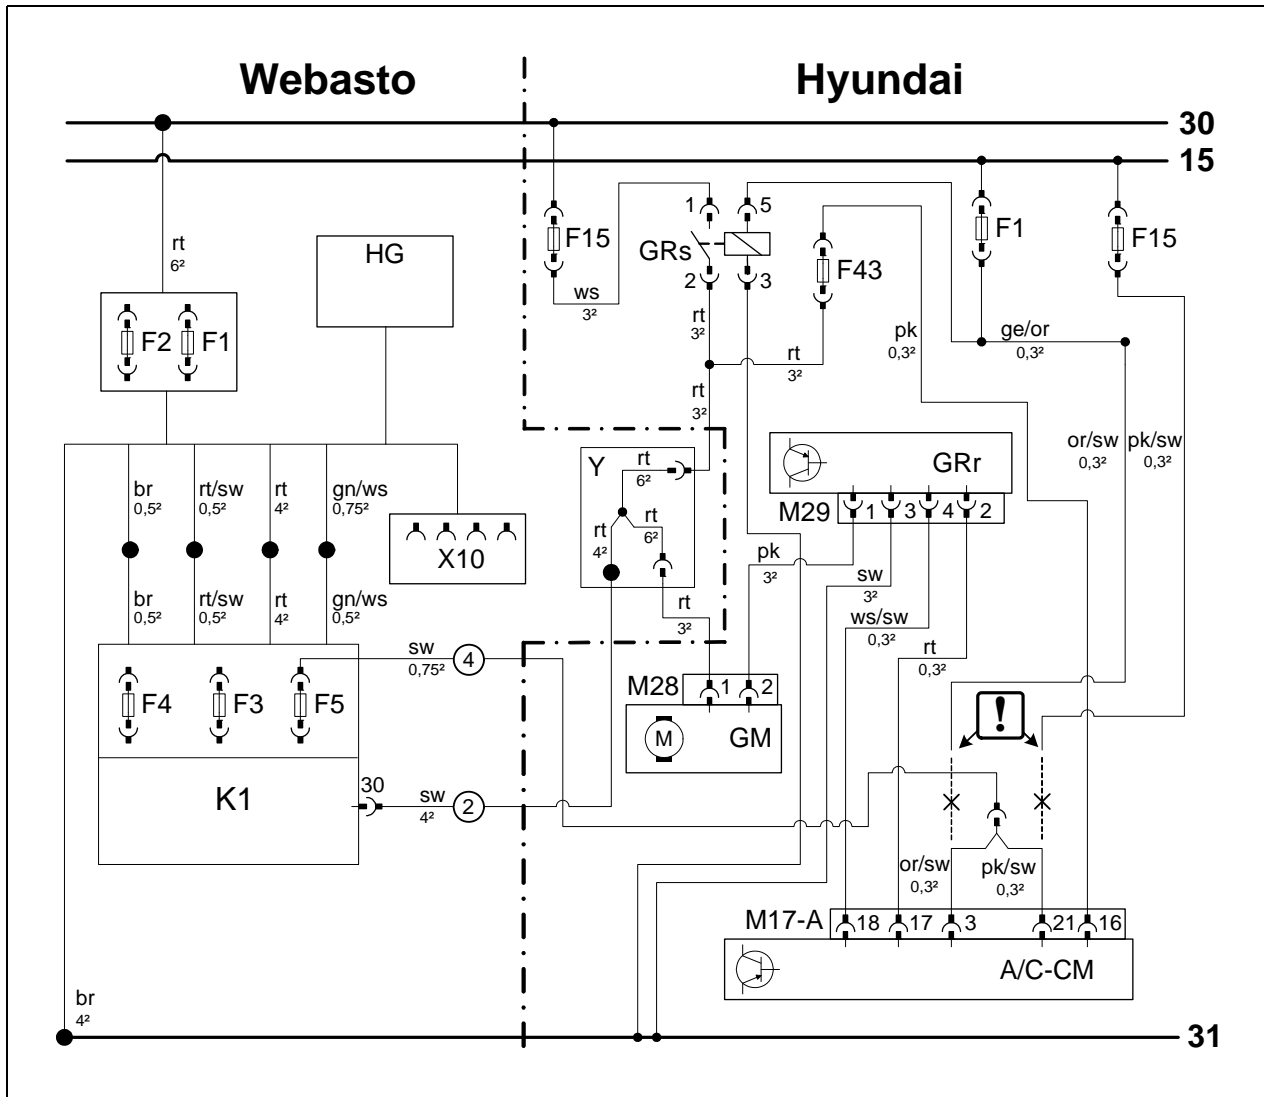 Webasto
Hyundai
30
15
rt
6²
F2
F1
HG
F15
ws
3²
1
5
GRs
2
3
F43
F1
F15
rt
3²
rt
3²
pk
0,3²
ge/or
0,3²
rt
3²
or/sw
0,3²
pk/sw
0,3²
Y
rt
6²
rt
4²
rt
6²
GRr
M29
1
3
4
2
br
0,5²
rt/sw
0,5²
rt
4²
gn/ws
0,75²
X10
br
0,5²
rt/sw
0,5²
rt
4²
gn/ws
0,5²
pk
3²
sw
3²
ws/sw
0,3²
rt
0,3²
rt
3²
sw
0,75²
4
F4
F3
F5
M28
1
2
M
GM
!
K1
30
sw
4²
2
or/sw
0,3²
pk/sw
0,3²
M17-A
18
17
3
21
16
A/C-CM
br
4²
31